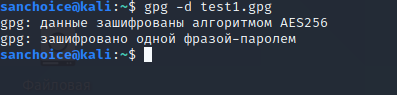 sanchoice@kali:~$ gpg -d test1.gpg
gpg: данные зашифрованы алгоритмом AES256
gpg: зашифровано одной фразой-паролем
sanchoice@kali:~$